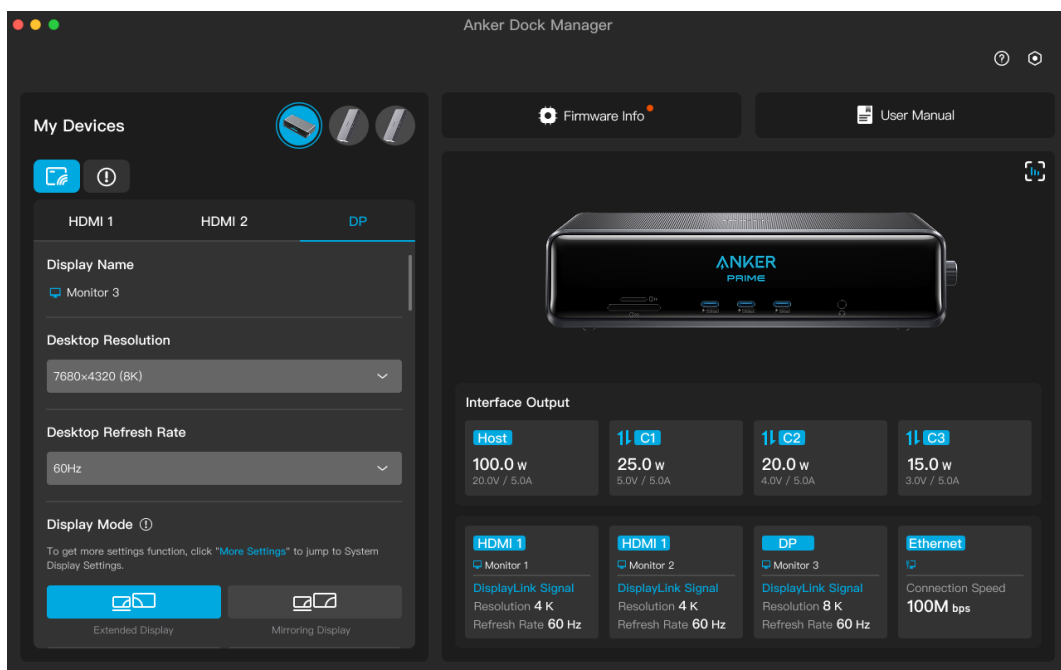 Anker Dock Manager
My Devices
Firmware Info
User Manual
HDMI 1
HDMI 2
DP
Display Name
Monitor 3
Desktop Resolution
7680×4320 (8K)
Desktop Refresh Rate
60Hz
Display Mode
To get more settings function, click "More Settings" to jump to System
Display Settings.
Extended Display
Mirroring Display
ANKER
PRIME
Interface Output
Host
100.0 w
20.0V / 5.0A
C1
25.0 w
5.0V / 5.0A
C2
20.0 w
4.0V / 5.0A
C3
15.0 w
3.0V / 5.0A
HDMI 1
Monitor 1
DisplayLink Signal
Resolution 4 K
Refresh Rate 60 Hz
HDMI 1
Monitor 2
DisplayLink Signal
Resolution 4 K
Refresh Rate 60 Hz
DP
Monitor 3
DisplayLink Signal
Resolution 8 K
Refresh Rate 60 Hz
Ethernet
Connection Speed
100M bps